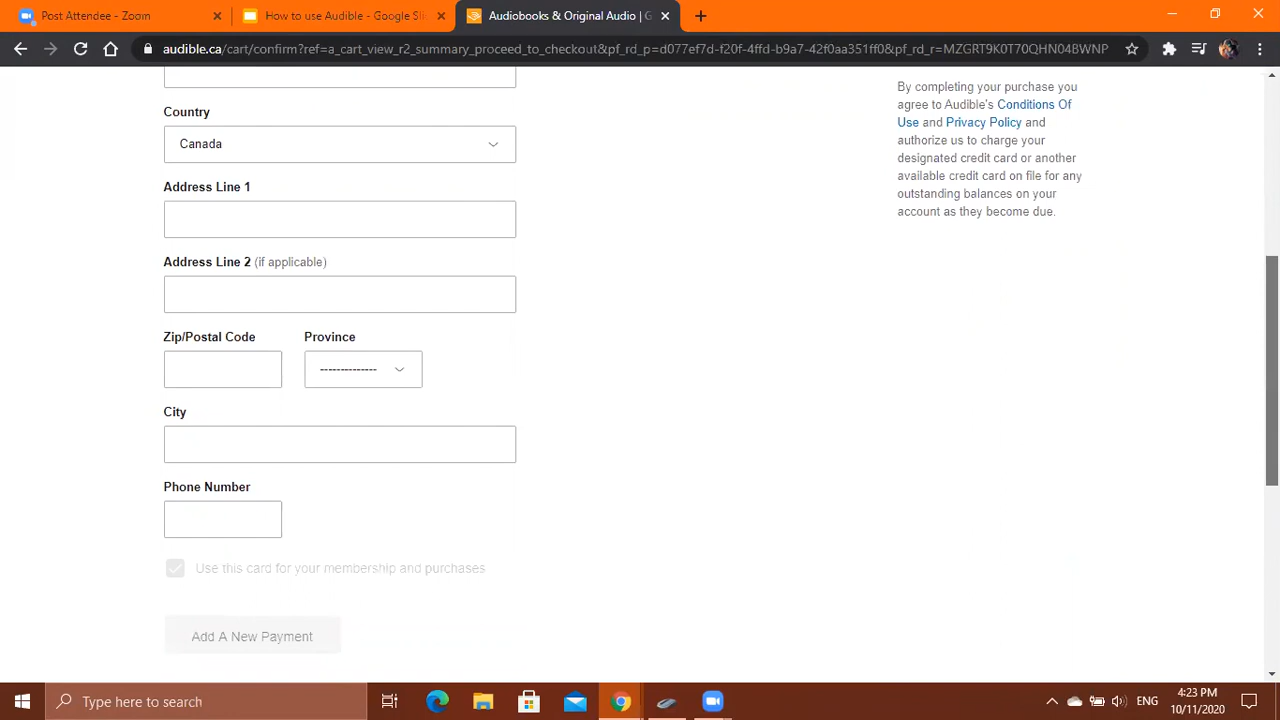 Post Attendee - Zoom
How to use Audible - Google Sli
Audiobooks & Original Audio | G
audible.ca/cart/confirm?ref=a_cart_view_r2_summary_proceed_to_checkout&pf_rd_p=d077ef7d-f20f-4ffd-b9a7-42f0aa351ff0&pf_rd_r=MZGRT9K0T70QHN04BWNP
By completing your purchase you
agree to Audible's Conditions Of
Use and Privacy Policy and
authorize us to charge your
designated credit card or another
available credit card on file for any
outstanding balances on your
account as they become due.
Country
Canada
Address Line 1
Address Line 2 (if applicable)
Zip/Postal Code Province
--------------
City
Phone Number
Use this card for your membership and purchases
Add A New Payment
Type here to search
ENG
4:23 PM
10/11/2020